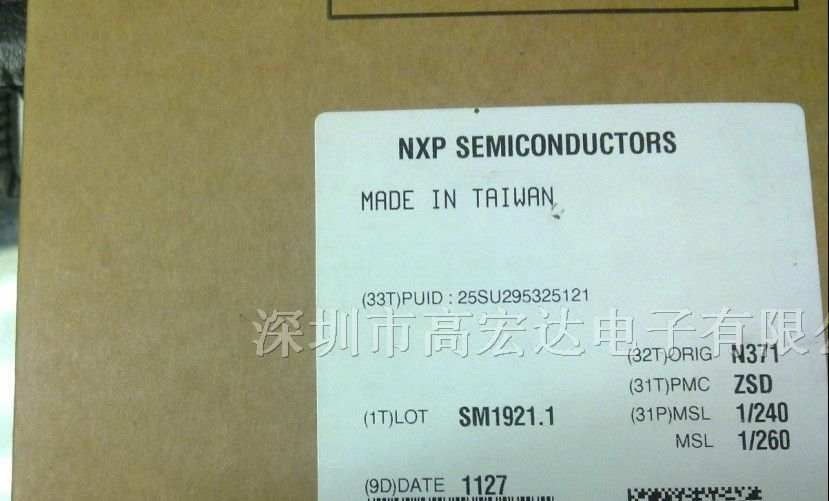 NXP SEMICONDUCTORS
MADE IN TAIWAN
(33T)PUID : 25SU295325121
深圳市高宏达电子有限公
(32T)ORIG N371
(31T)PMC ZSD
(1T)LOT SM1921.1 (31P)MSL 1/240
MSL 1/260
(9D)DATE 1127